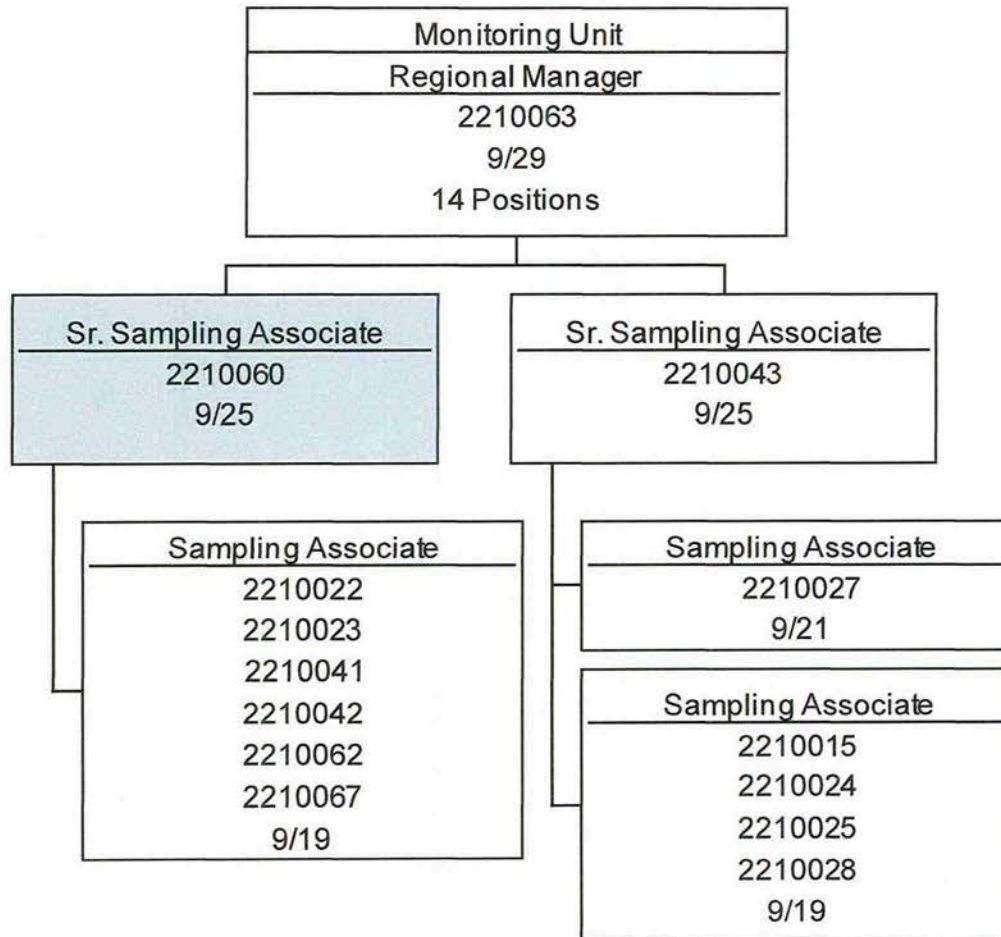 Monitoring Unit
Regional Manager
2210063
9/29
14 Positions
Sr. Sampling Associate
2210060
9/25
Sr. Sampling Associate
2210043
9/25
Sampling Associate
2210022
2210023
2210041
2210042
2210062
2210067
9/19
Sampling Associate
2210027
9/21
Sampling Associate
2210015
2210024
2210025
2210028
9/19